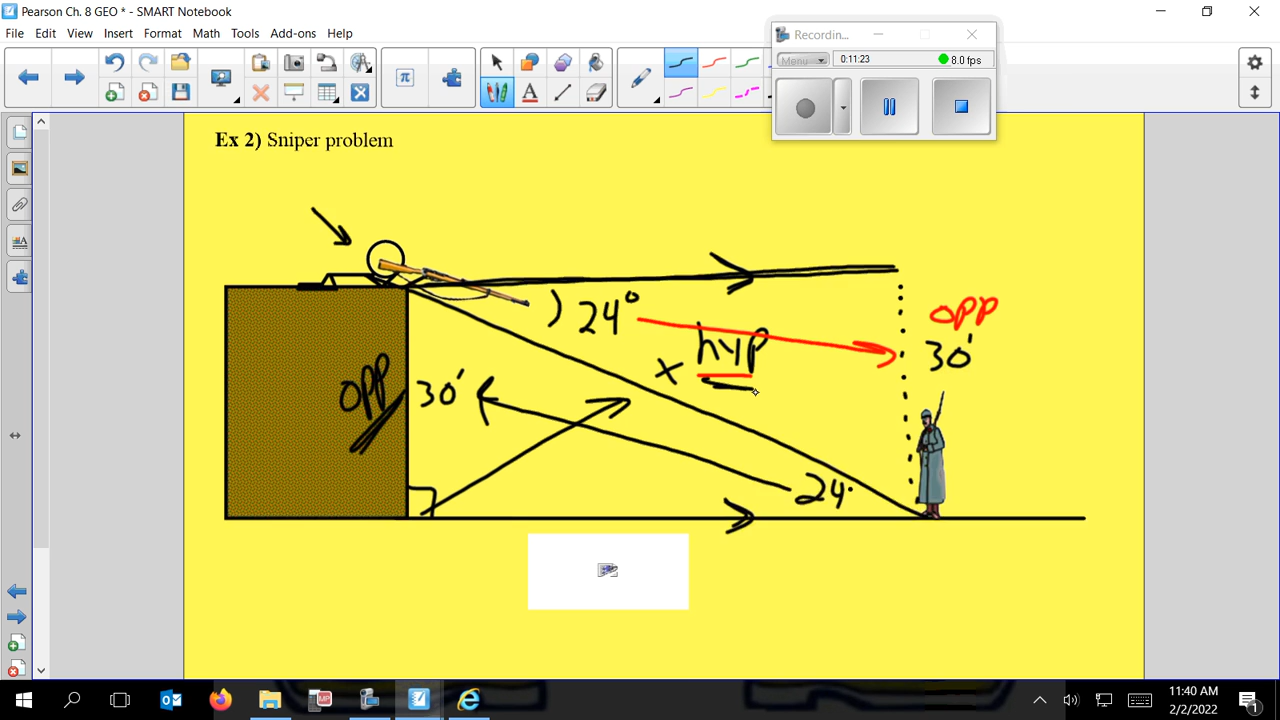 Pearson Ch. 8 GEO * - SMART Notebook
File Edit View Insert Format Math Tools Add-ons Help
Recordin...
Menu 0:11:23 8.0 fps
π
A
Ex 2) Sniper problem
24°
opp
30'
hyp
x
opp
30'
24°
11:40 AM
2/2/2022
1